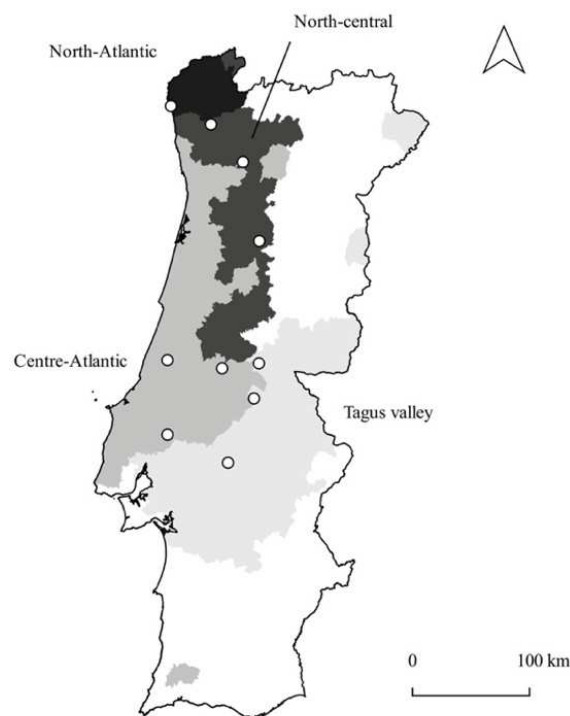 North-central
North-Atlantic
Centre-Atlantic
Tagus valley
0 100 km